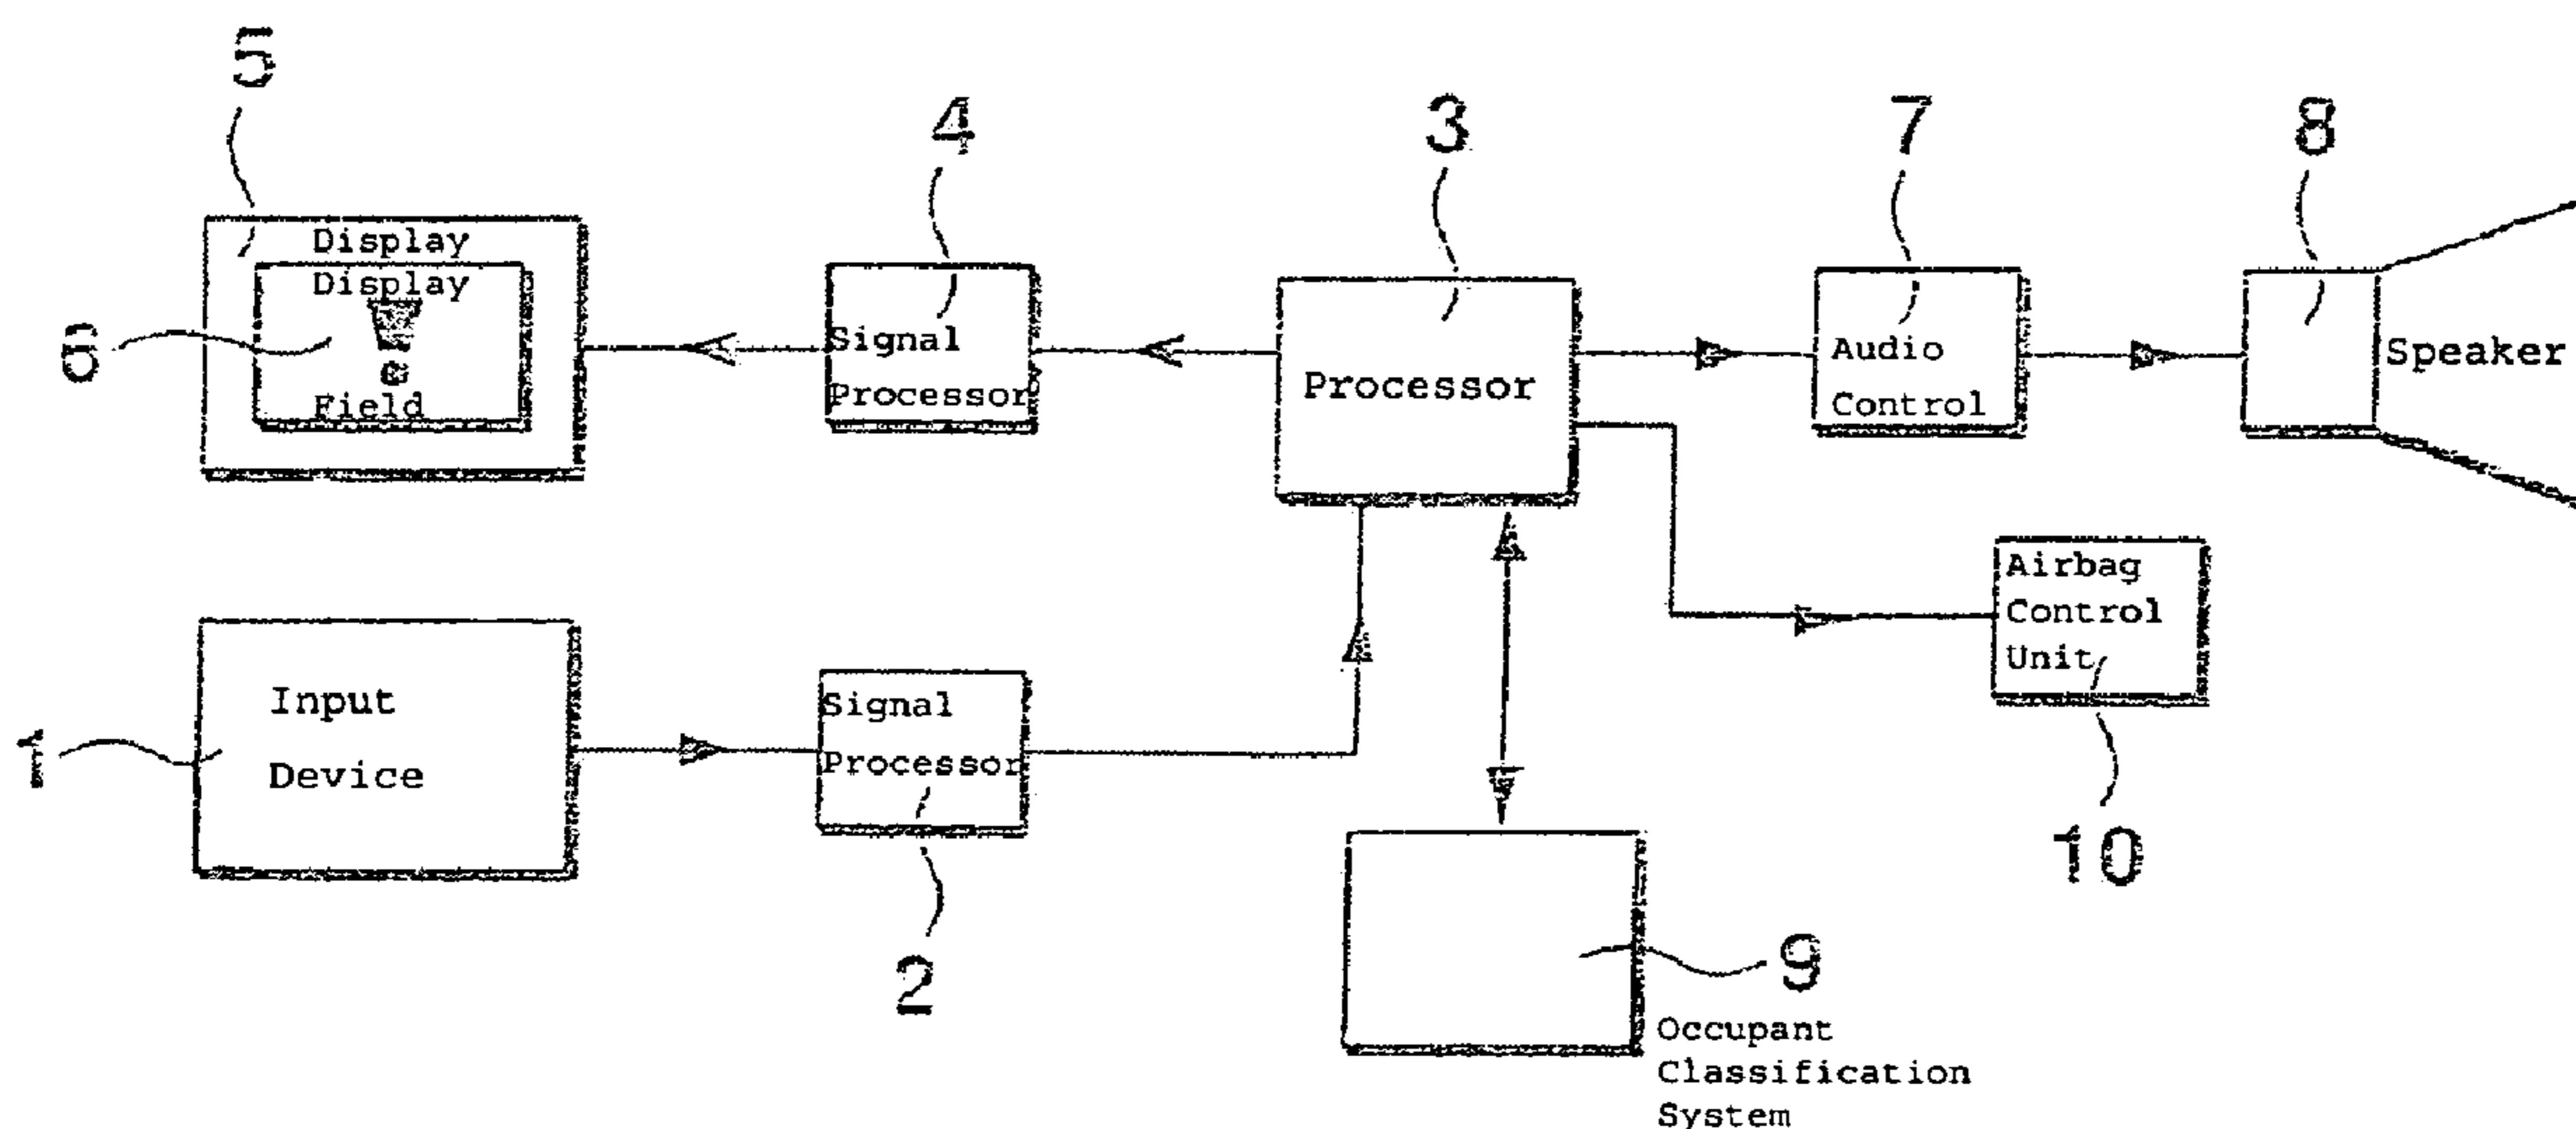 5
4
3
7
8
Display
Display
Field
6
Signal
Processor
Processor
Audio
Control
Speaker
Airbag
Control
Unit
10
1
Input
Device
Signal
Processor
2
9
Occupant
Classification
System